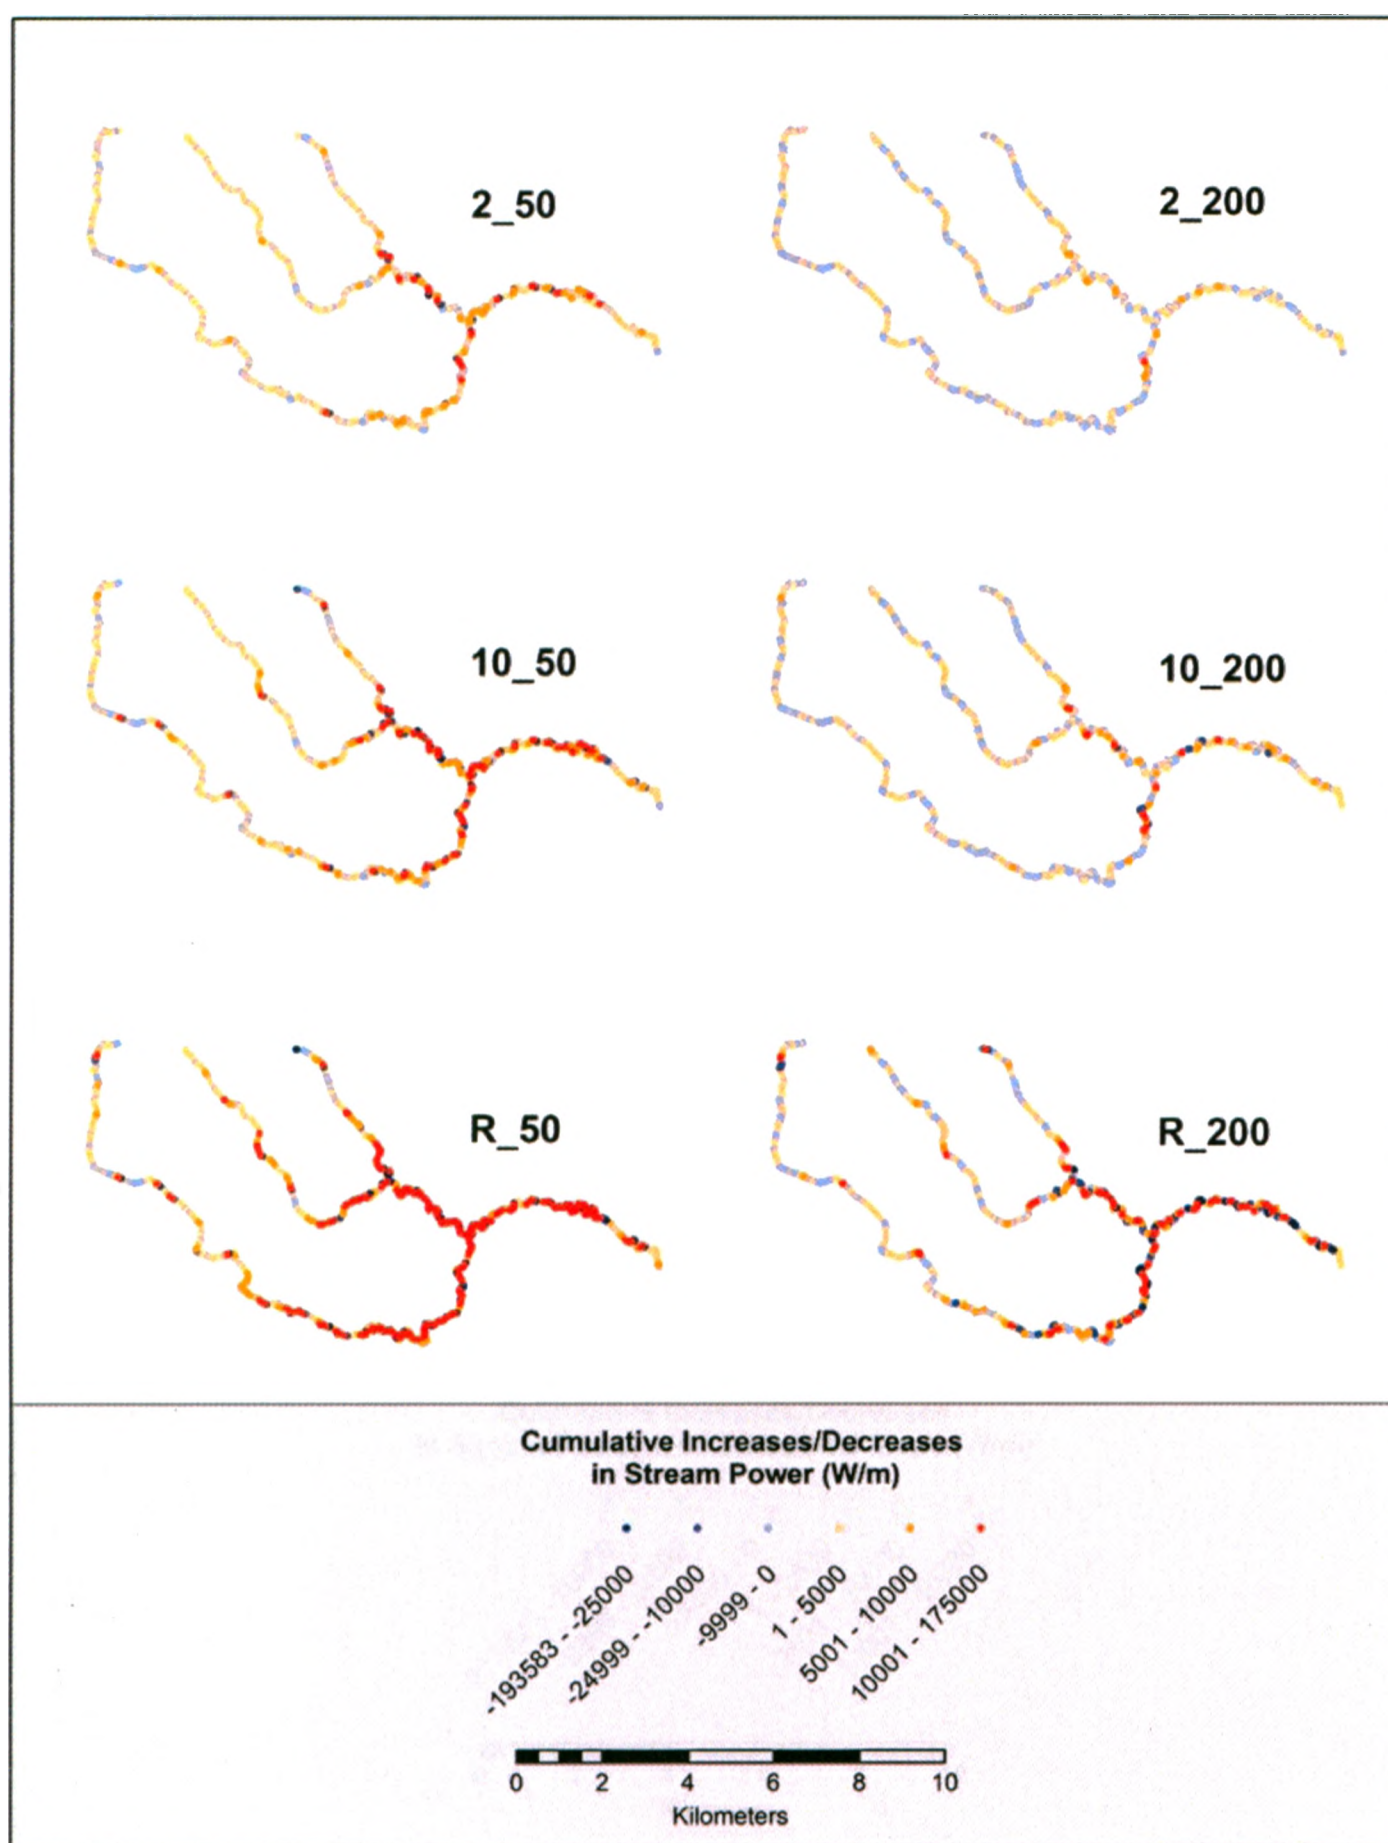 2_50
2_200
10_50
10_200
R_50
R_200
Cumulative Increases/Decreases
in Stream Power (W/m)
-193583 - -25000
-24999 - -10000
-9999 - 0
1 - 5000
5001 - 10000
10001 - 175000
0 2 4 6 8 10
Kilometers